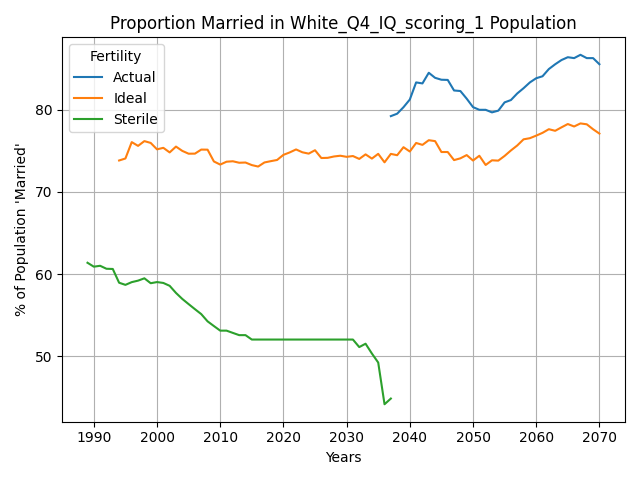 Proportion Married in White_Q4_IQ_scoring_1 Population
% of Population 'Married'
80
70
60
50
Fertility
Actual
Ideal
Sterile
1990 2000 2010 2020 2030 2040 2050 2060 2070
Years